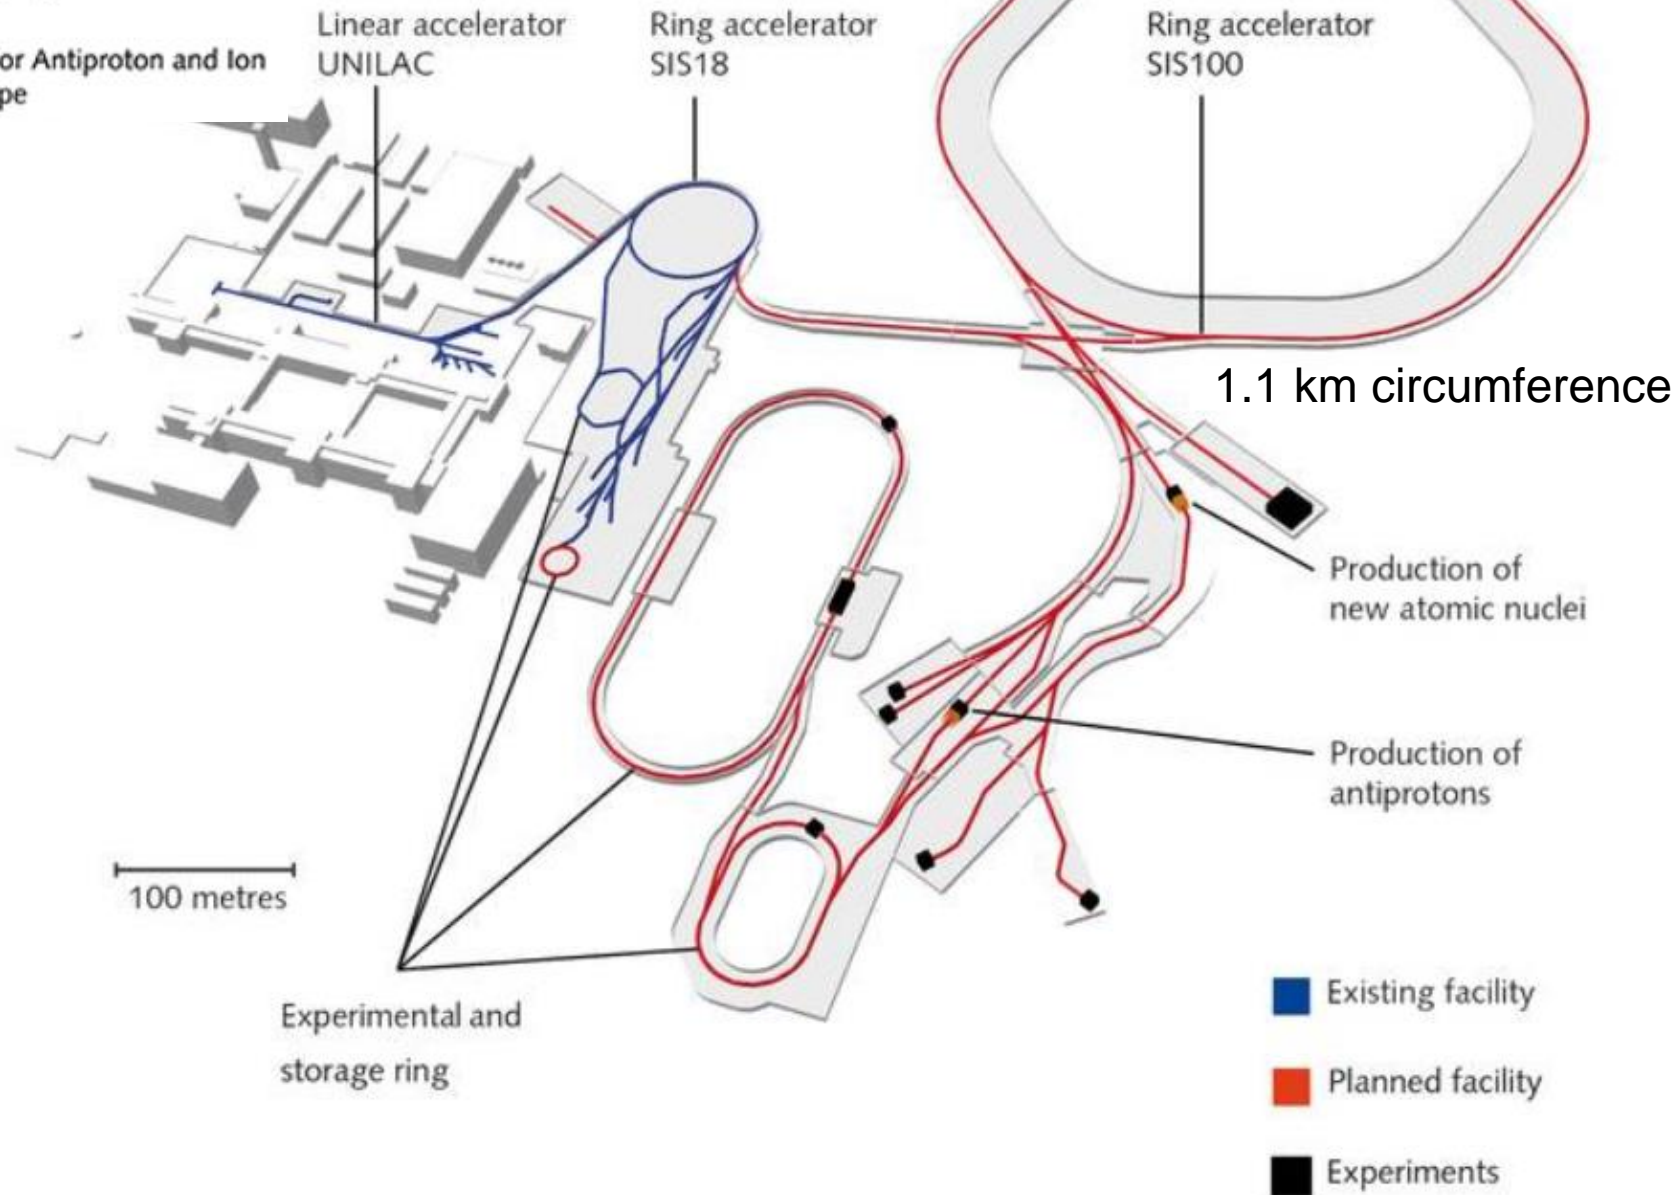 or Antiproton and Ion
pe
Linear accelerator
UNILAC
Ring accelerator
SIS18
Ring accelerator
SIS100
1.1 km circumference
Production of
new atomic nuclei
Production of
antiprotons
100 metres
Experimental and
storage ring
Existing facility
Planned facility
Experiments